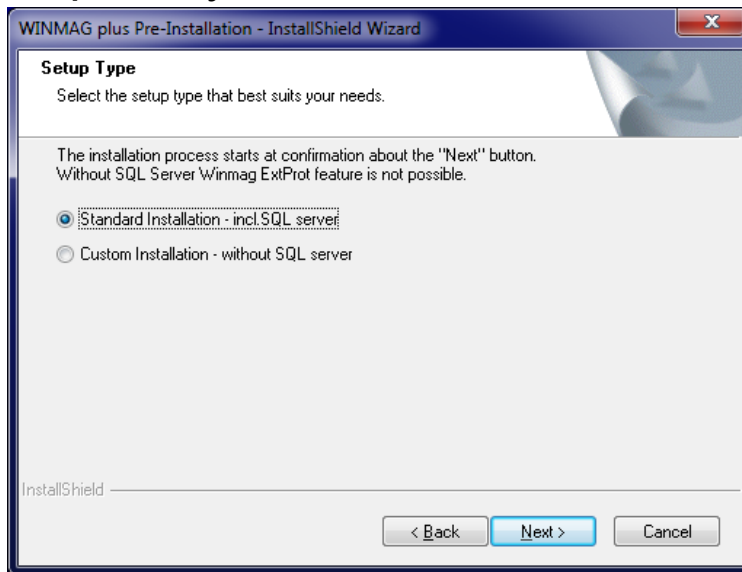 WINMAG plus Pre-Installation - InstallShield Wizard
Setup Type
Select the setup type that best suits your needs.
The installation process starts at confirmation about the "Next" button.
Without SQL Server Winmag ExtProt feature is not possible.
Standard Installation - incl.SQL server
Custom Installation - without SQL server
InstallShield
< Back
Next >
Cancel